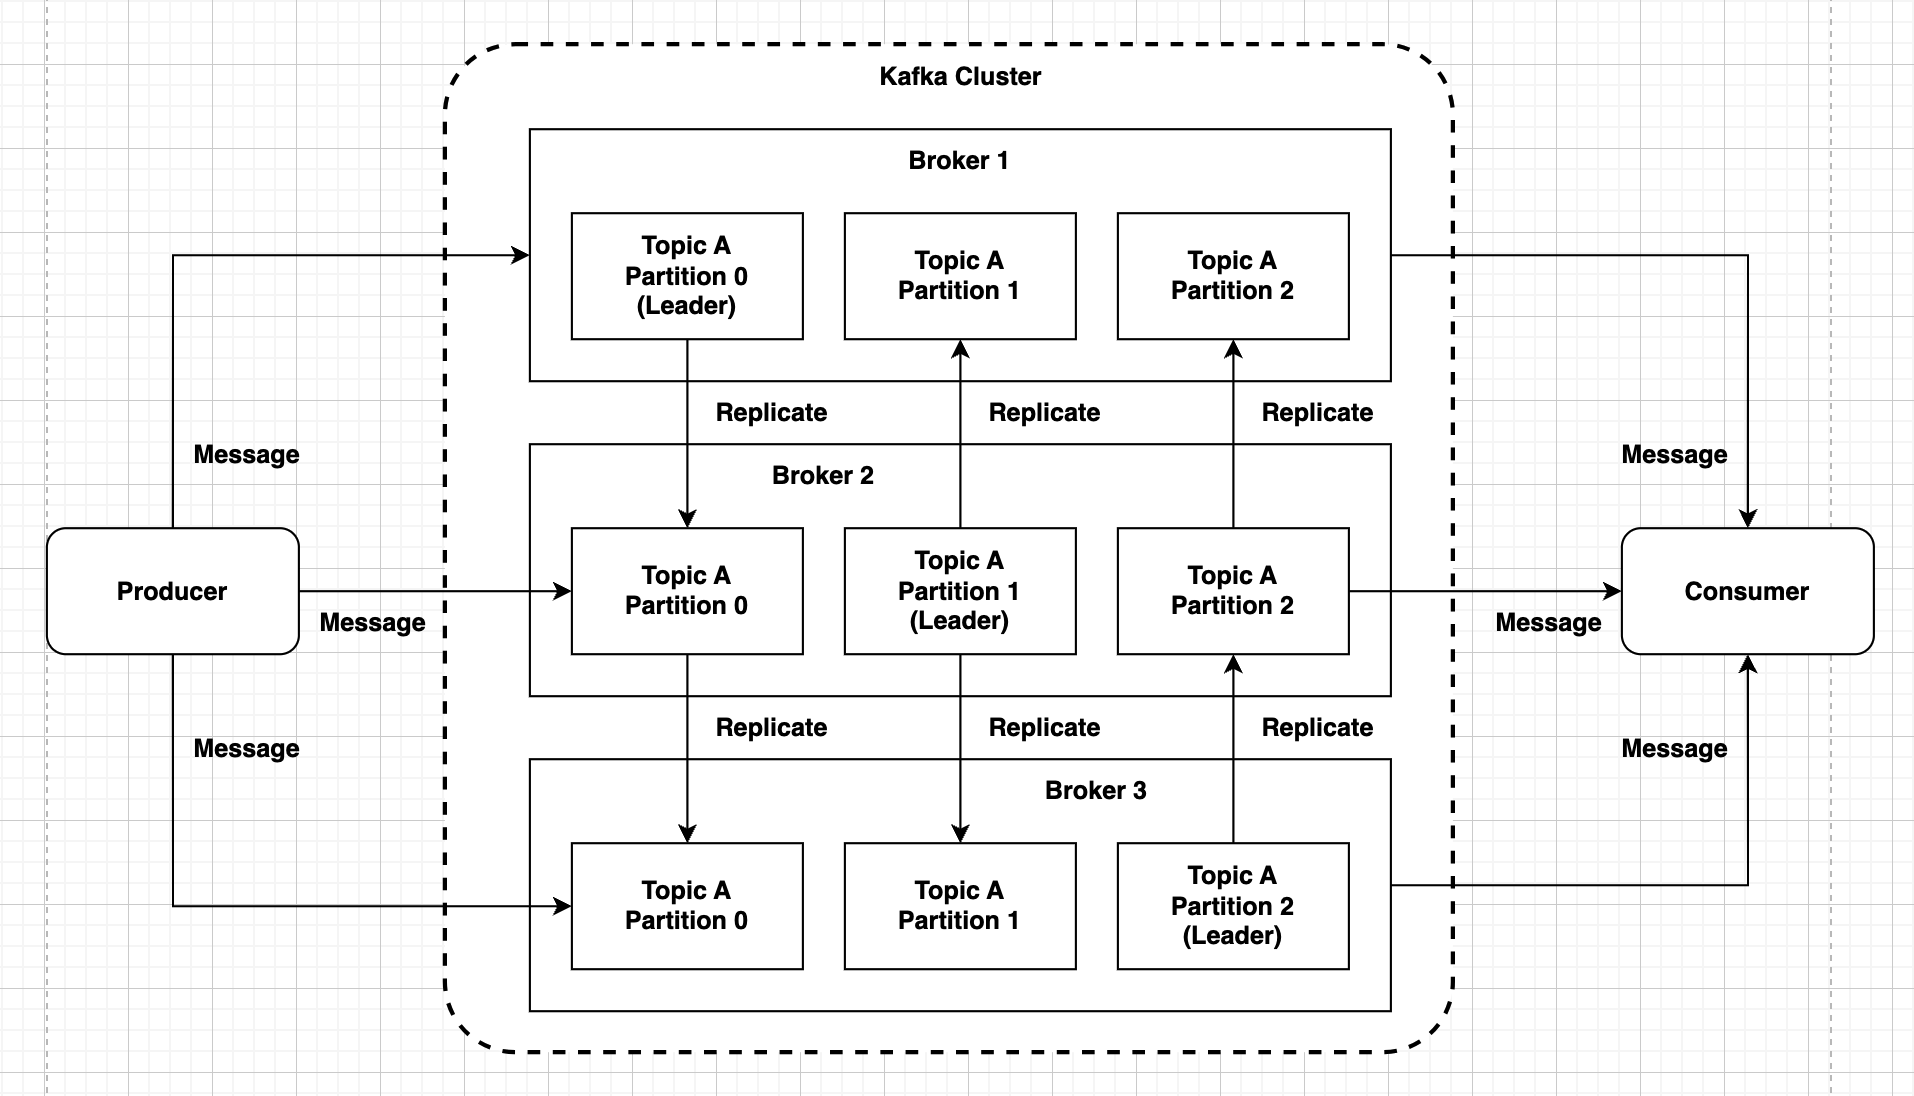 Kafka Cluster
Broker 1
Topic A
Partition 0
(Leader)
Topic A
Partition 1
Topic A
Partition 2
Replicate
Replicate
Replicate
Message
Message
Broker 2
Producer
Message
Topic A
Partition 0
Topic A
Partition 1
(Leader)
Topic A
Partition 2
Message
Consumer
Replicate
Replicate
Replicate
Message
Message
Broker 3
Topic A
Partition 0
Topic A
Partition 1
Topic A
Partition 2
(Leader)